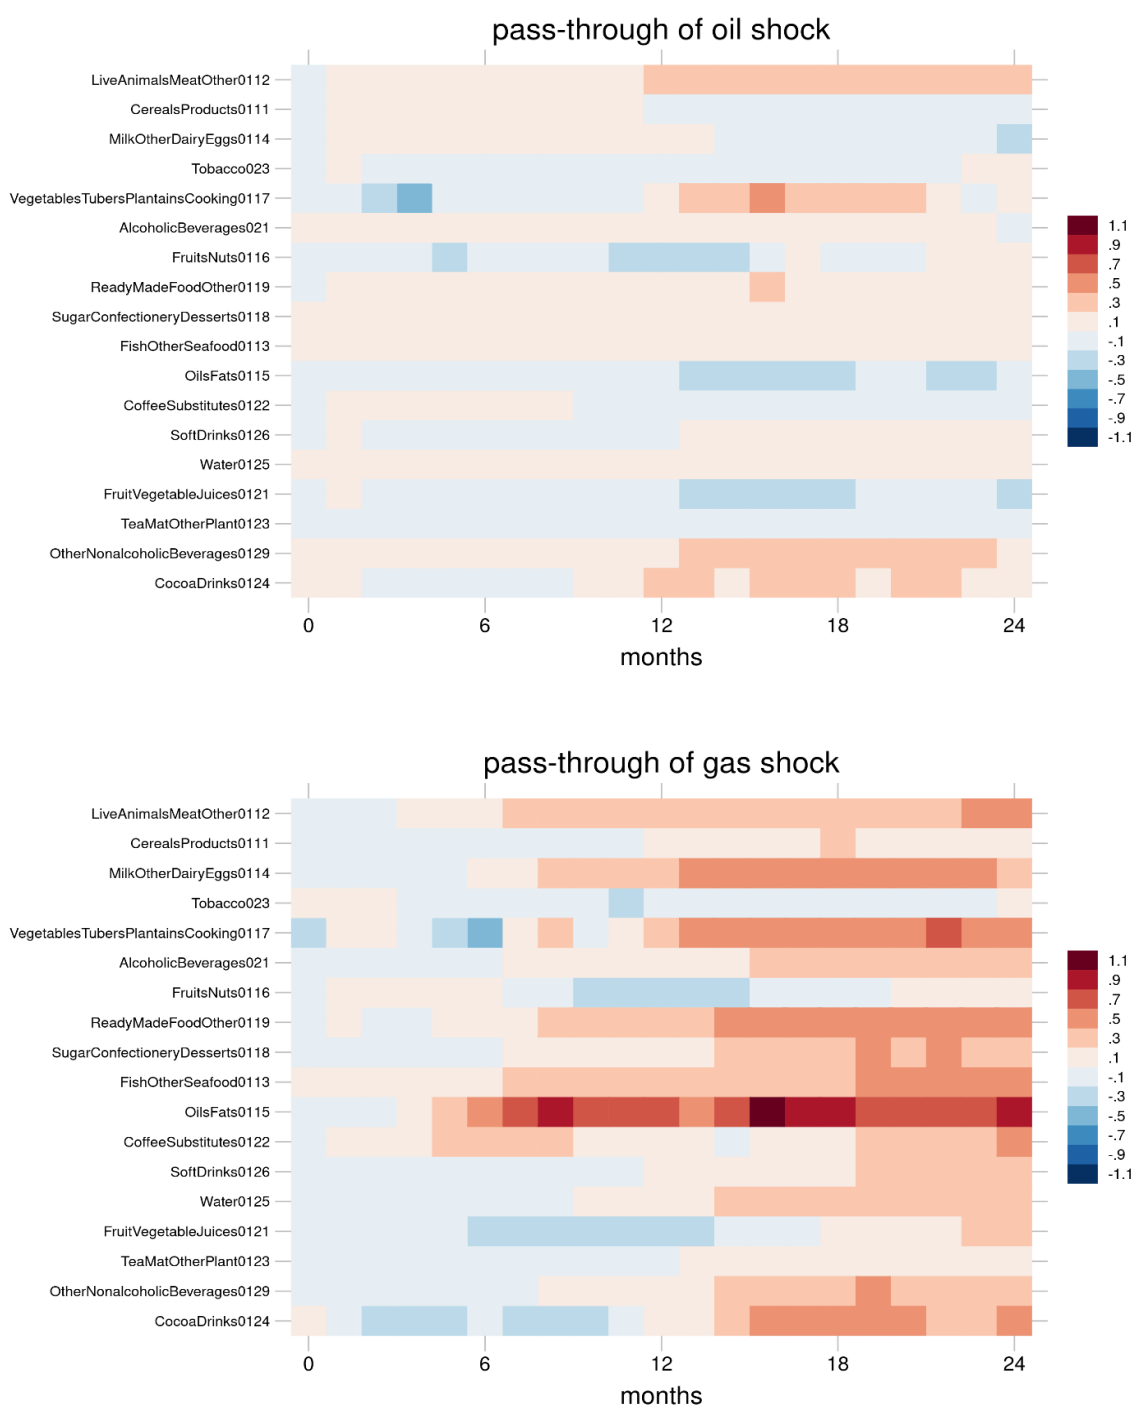 pass-through of oil shock
LiveAnimalsMeatOther0112
CerealsProducts0111
MilkOtherDairyEggs0114
Tobacco023
VegetablesTubersPlantainsCooking0117
AlcoholicBeverages021
FruitsNuts0116
ReadyMadeFoodOther0119
SugarConfectioneryDesserts0118
FishOtherSeafood0113
OilsFats0115
CoffeeSubstitutes0122
SoftDrinks0126
Water0125
FruitVegetableJuices0121
TeaMatOtherPlant0123
OtherNonalcoholicBeverages0129
CocoaDrinks0124
1.1
.9
.7
.5
.3
.1
-.1
-.3
-.5
-.7
-.9
-1.1
0 6 12 18 24
months
pass-through of gas shock
LiveAnimalsMeatOther0112
CerealsProducts0111
MilkOtherDairyEggs0114
Tobacco023
VegetablesTubersPlantainsCooking0117
AlcoholicBeverages021
FruitsNuts0116
ReadyMadeFoodOther0119
SugarConfectioneryDesserts0118
FishOtherSeafood0113
OilsFats0115
CoffeeSubstitutes0122
SoftDrinks0126
Water0125
FruitVegetableJuices0121
TeaMatOtherPlant0123
OtherNonalcoholicBeverages0129
CocoaDrinks0124
1.1
.9
.7
.5
.3
.1
-.1
-.3
-.5
-.7
-.9
-1.1
0 6 12 18 24
months